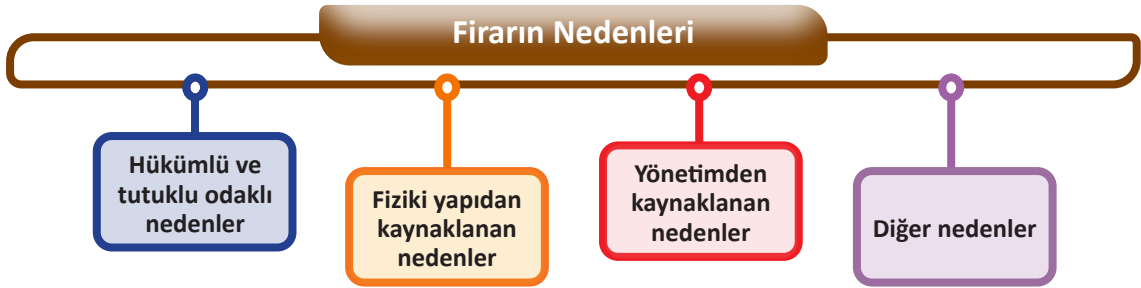 Firarın Nedenleri
Hükümlü ve
tutuklu odaklı
nedenler
Fiziki yapıdan
kaynaklanan
nedenler
Yönetimden
kaynaklanan
nedenler
Diğer nedenler